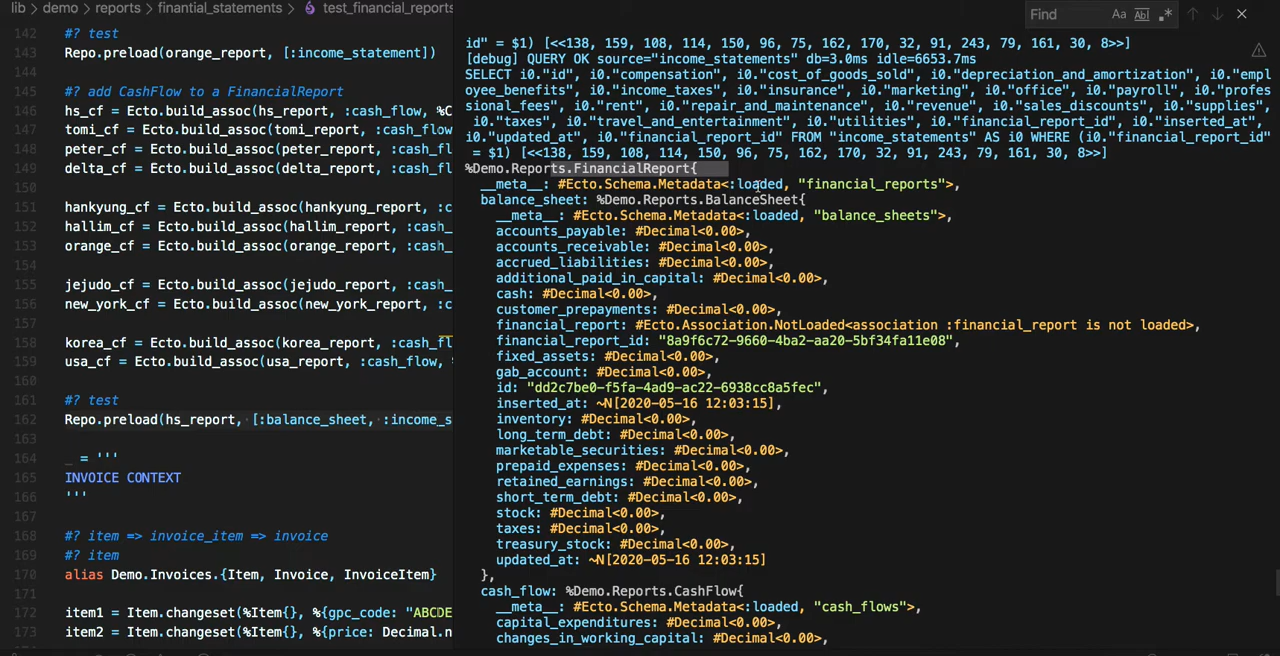 lib > demo > reports > finantial_statements > test_financial_reports
Find
Aa Ab| .*
142 #? test
143 Repo.preload(orange_report, [:income_statement])
144
145 #? add CashFlow to a FinancialReport
146 hs_cf = Ecto.build_assoc(hs_report, :cash_flow, %C
147 tomi_cf = Ecto.build_assoc(tomi_report, :cash_flow
148 peter_cf = Ecto.build_assoc(peter_report, :cash_fl
149 delta_cf = Ecto.build_assoc(delta_report, :cash_fl
150
151 hankyung_cf = Ecto.build_assoc(hankyung_report, :c
152 hallim_cf = Ecto.build_assoc(hallim_report, :cash_
153 orange_cf = Ecto.build_assoc(orange_report, :cash_
154
155 jejudo_cf = Ecto.build_assoc(jejudo_report, :cash_
156 new_york_cf = Ecto.build_assoc(new_york_report, :c
157
158 korea_cf = Ecto.build_assoc(korea_report, :cash_fl
159 usa_cf = Ecto.build_assoc(usa_report, :cash_flow,
160
161 #? test
162 Repo.preload(hs_report, [:balance_sheet, :income_s
163
164 _ = '''
165 INVOICE CONTEXT
166 '''
167
168 #? item => invoice_item => invoice
169 #? item
170 alias Demo.Invoices.{Item, Invoice, InvoiceItem}
171
172 item1 = Item.changeset(%Item{}, %{gpc_code: "ABCDE
173 item2 = Item.changeset(%Item{}, %{price: Decimal.n
id" = $1) [<<138, 159, 108, 114, 150, 96, 75, 162, 170, 32, 91, 243, 79, 161, 30, 8>>]
[debug] QUERY OK source="income_statements" db=3.0ms idle=6653.7ms
SELECT i0."id", i0."compensation", i0."cost_of_goods_sold", i0."depreciation_and_amortization", i0."empl
oyee_benefits", i0."income_taxes", i0."insurance", i0."marketing", i0."office", i0."payroll", i0."profes
sional_fees", i0."rent", i0."repair_and_maintenance", i0."revenue", i0."sales_discounts", i0."supplies",
i0."taxes", i0."travel_and_entertainment", i0."utilities", i0."financial_report_id", i0."inserted_at",
i0."updated_at", i0."financial_report_id" FROM "income_statements" AS i0 WHERE (i0."financial_report_id"
= $1) [<<138, 159, 108, 114, 150, 96, 75, 162, 170, 32, 91, 243, 79, 161, 30, 8>>]
%Demo.Reports.FinancialReport{
__meta__: #Ecto.Schema.Metadata<:loaded, "financial_reports">,
balance_sheet: %Demo.Reports.BalanceSheet{
__meta__: #Ecto.Schema.Metadata<:loaded, "balance_sheets">,
accounts_payable: #Decimal<0.00>,
accounts_receivable: #Decimal<0.00>,
accrued_liabilities: #Decimal<0.00>,
additional_paid_in_capital: #Decimal<0.00>,
cash: #Decimal<0.00>,
customer_prepayments: #Decimal<0.00>,
financial_report: #Ecto.Association.NotLoaded<association :financial_report is not loaded>,
financial_report_id: "8a9f6c72-9660-4ba2-aa20-5bf34fa11e08",
fixed_assets: #Decimal<0.00>,
gab_account: #Decimal<0.00>,
id: "dd2c7be0-f5fa-4ad9-ac22-6938cc8a5fec",
inserted_at: ~N[2020-05-16 12:03:15],
inventory: #Decimal<0.00>,
long_term_debt: #Decimal<0.00>,
marketable_securities: #Decimal<0.00>,
prepaid_expenses: #Decimal<0.00>,
retained_earnings: #Decimal<0.00>,
short_term_debt: #Decimal<0.00>,
stock: #Decimal<0.00>,
taxes: #Decimal<0.00>,
treasury_stock: #Decimal<0.00>,
updated_at: ~N[2020-05-16 12:03:15]
},
cash_flow: %Demo.Reports.CashFlow{
__meta__: #Ecto.Schema.Metadata<:loaded, "cash_flows">,
capital_expenditures: #Decimal<0.00>,
changes_in_working_capital: #Decimal<0.00>,